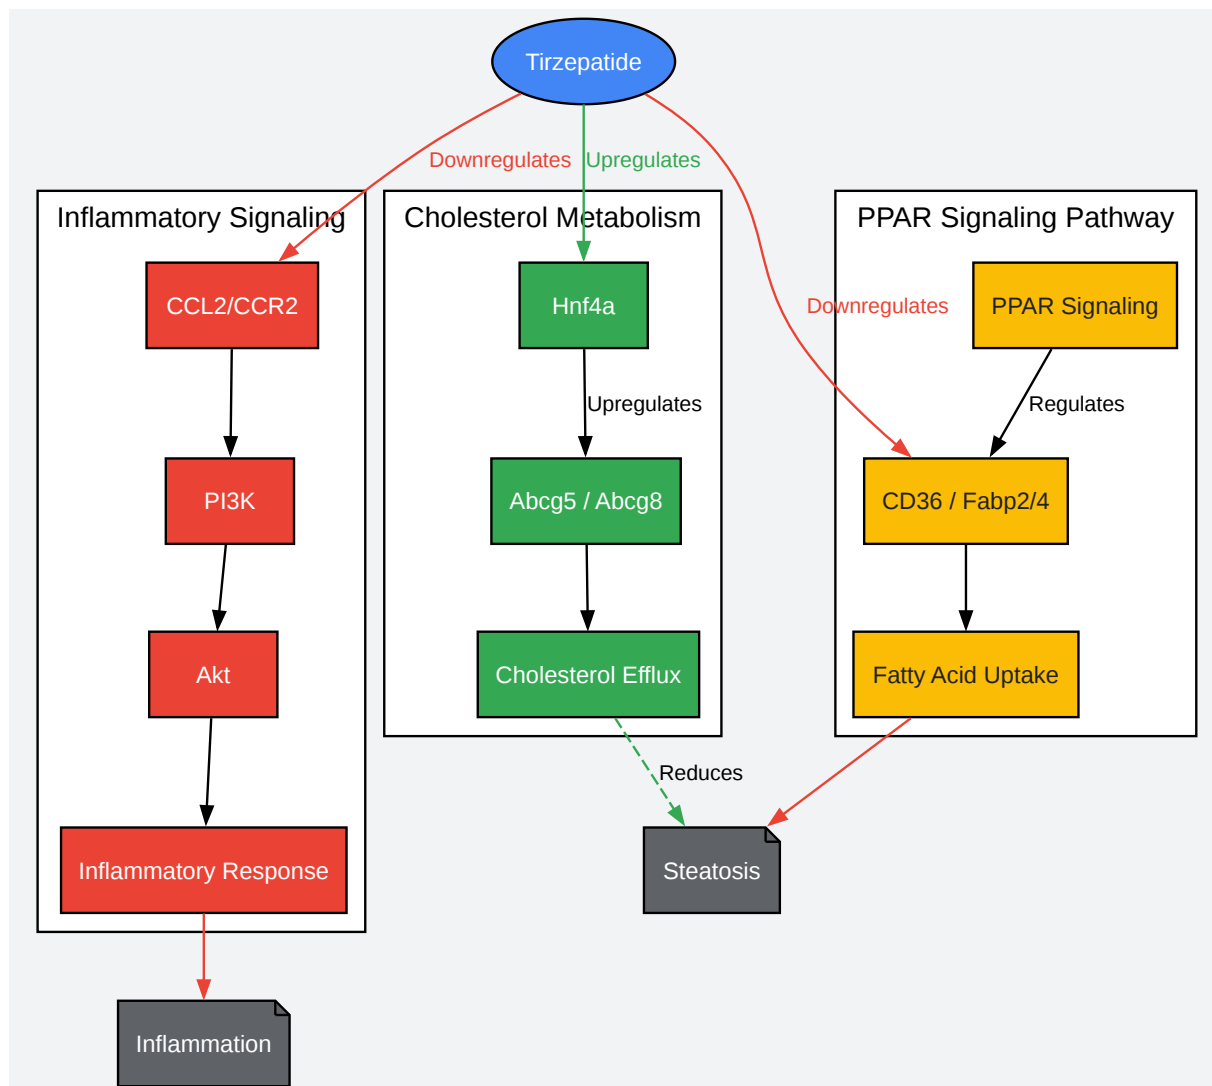 Tirzepatide
Downregulates
Upregulates
Inflammatory Signaling
Cholesterol Metabolism
PPAR Signaling Pathway
CCL2/CCR2
Hnf4a
Downregulates
PPAR Signaling
Upregulates
Regulates
PI3K
Abcg5 / Abcg8
CD36 / Fabp2/4
Akt
Cholesterol Efflux
Fatty Acid Uptake
Reduces
Inflammatory Response
Steatosis
Inflammation